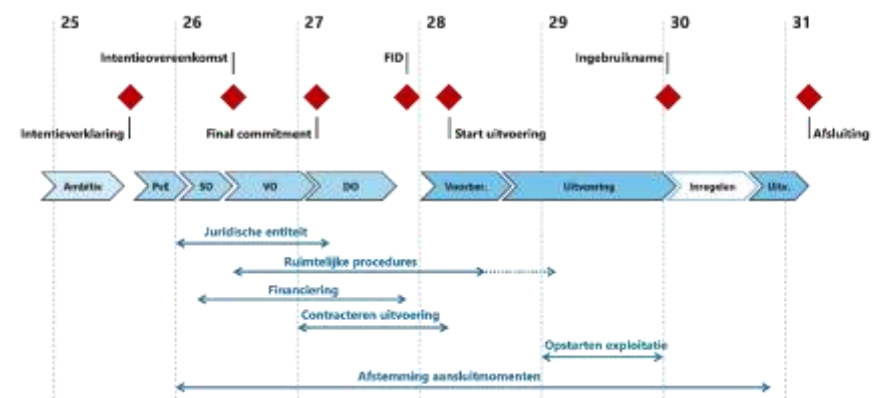 25 26 27 28 29 30 31
Intentieovereenkomst FID Ingebruikname
Intentieverklaring Final commitment Start uitvoering Afsluiting
Ambitie PvE SO VO DO Voorber. Uitvoering Inregelen Uitv.
Juridische entiteit
Ruimtelijke procedures
Financiering
Contracteren uitvoering
Opstarten exploitatie
Afstemming aansluitmomenten